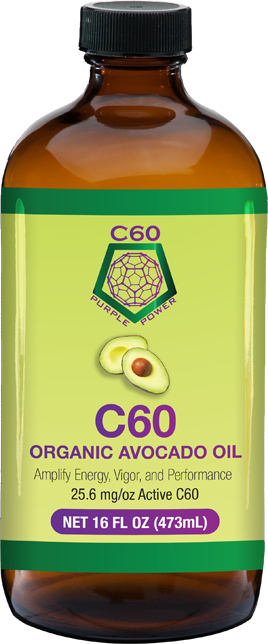 C60
PURPLE POWER
C60
ORGANIC AVOCADO OIL
Amplify Energy, Vigor, and Performance
25.6 mg/oz Active C60
NET 16 FL OZ (473mL)